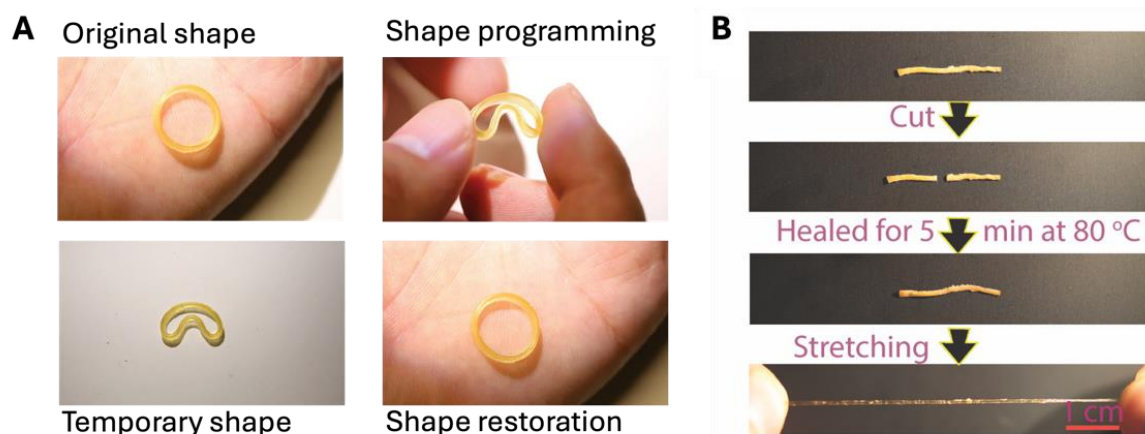 A
Original shape
Shape programming
Temporary shape
Shape restoration
B
Cut
Healed for 5 min at 80 °C
Stretching
1 cm